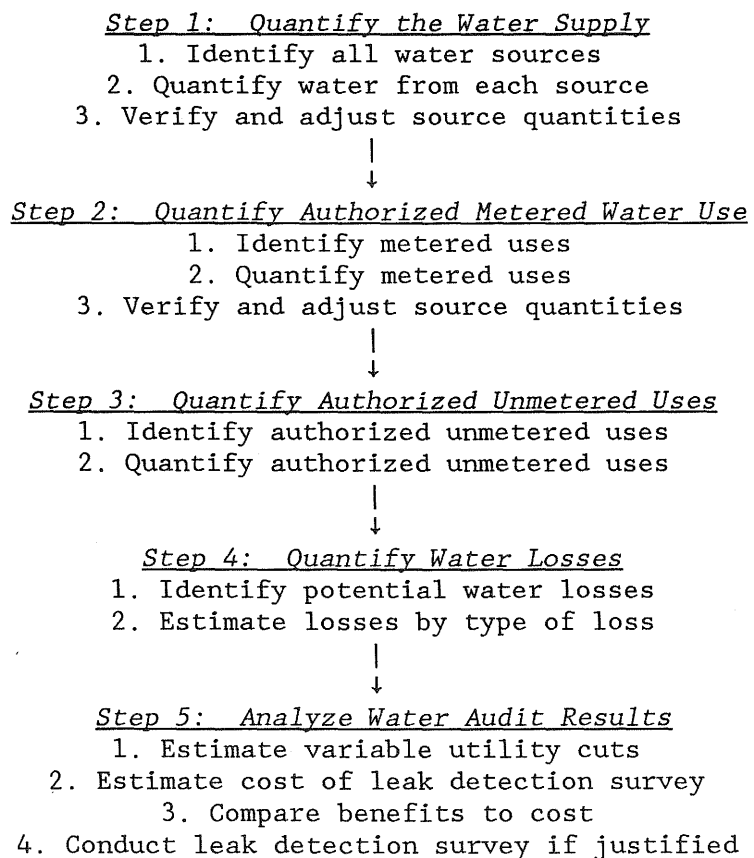 Step 1: Quantify the Water Supply
1. Identify all water sources
2. Quantify water from each source
3. Verify and adjust source quantities
Step 2: Quantify Authorized Metered Water Use
1. Identify metered uses
2. Quantify metered uses
3. Verify and adjust source quantities
Step 3: Quantify Authorized Unmetered Uses
1. Identify authorized unmetered uses
2. Quantify authorized unmetered uses
Step 4: Quantify Water Losses
1. Identify potential water losses
2. Estimate losses by type of loss
Step 5: Analyze Water Audit Results
1. Estimate variable utility cuts
2. Estimate cost of leak detection survey
3. Compare benefits to cost
4. Conduct leak detection survey if justified